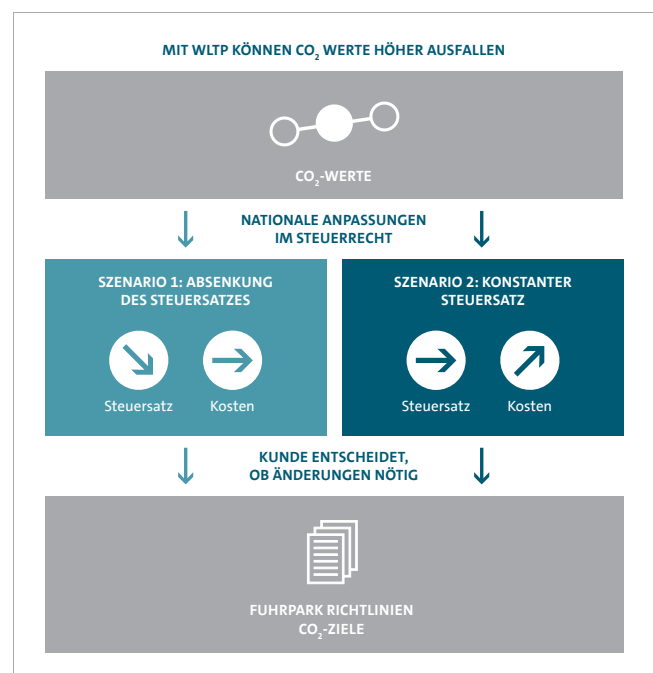 MIT WLTP KÖNNEN CO₂ WERTE HÖHER AUSFALLEN
CO₂-WERTE
NATIONALE ANPASSUNGEN
IM STEUERRECHT
SZENARIO 1: ABSENKUNG
DES STEUERSATZES
Steuersatz Kosten
SZENARIO 2: KONSTANTER
STEUERSATZ
Steuersatz Kosten
KUNDE ENTSCHEIDET,
OB ÄNDERUNGEN NÖTIG
FUHRPARK RICHTLINIEN
CO₂-ZIELE